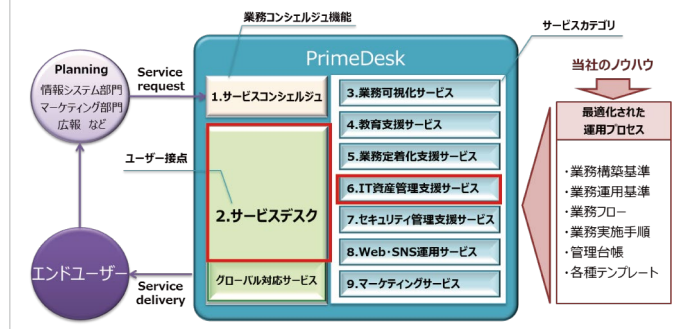 業務コンシェルジュ機能
サービスカテゴリ
PrimeDesk
Planning
情報システム部門
マーケティング部門
広報 など
Service
request
1.サービスコンシェルジュ
ユーザー接点
2.サービスデスク
グローバル対応サービス
エンドユーザー
Service
delivery
3.業務可視化サービス
4.教育支援サービス
5.業務定着化支援サービス
6.IT資産管理支援サービス
7.セキュリティ管理支援サービス
8.Web・SNS運用サービス
9.マーケティングサービス
当社のノウハウ
最適化された
運用プロセス
・業務構築基準
・業務運用基準
・業務フロー
・業務実施手順
・管理台帳
・各種テンプレート